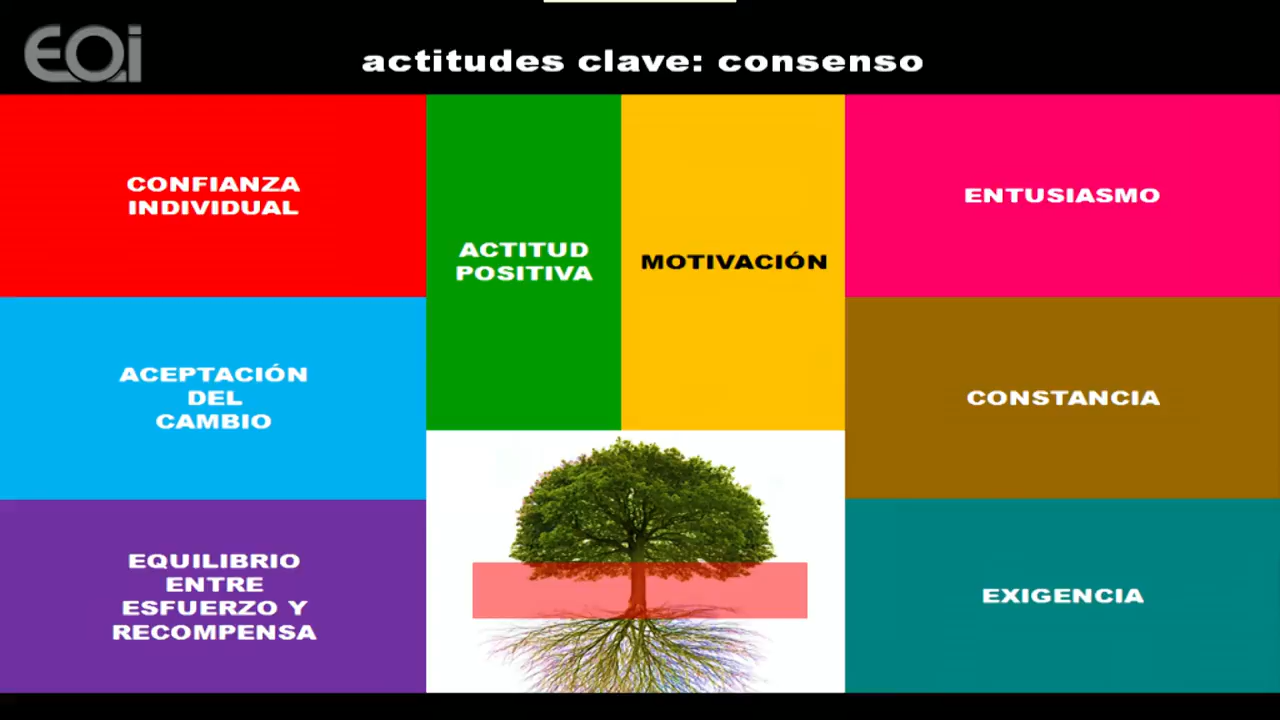 EOi
actitudes clave: consenso
CONFIANZA
INDIVIDUAL
ACTITUD
POSITIVA
MOTIVACIÓN
ENTUSIASMO
ACEPTACIÓN
DEL
CAMBIO
CONSTANCIA
EQUILIBRIO
ENTRE
ESFUERZO Y
RECOMPENSA
EXIGENCIA